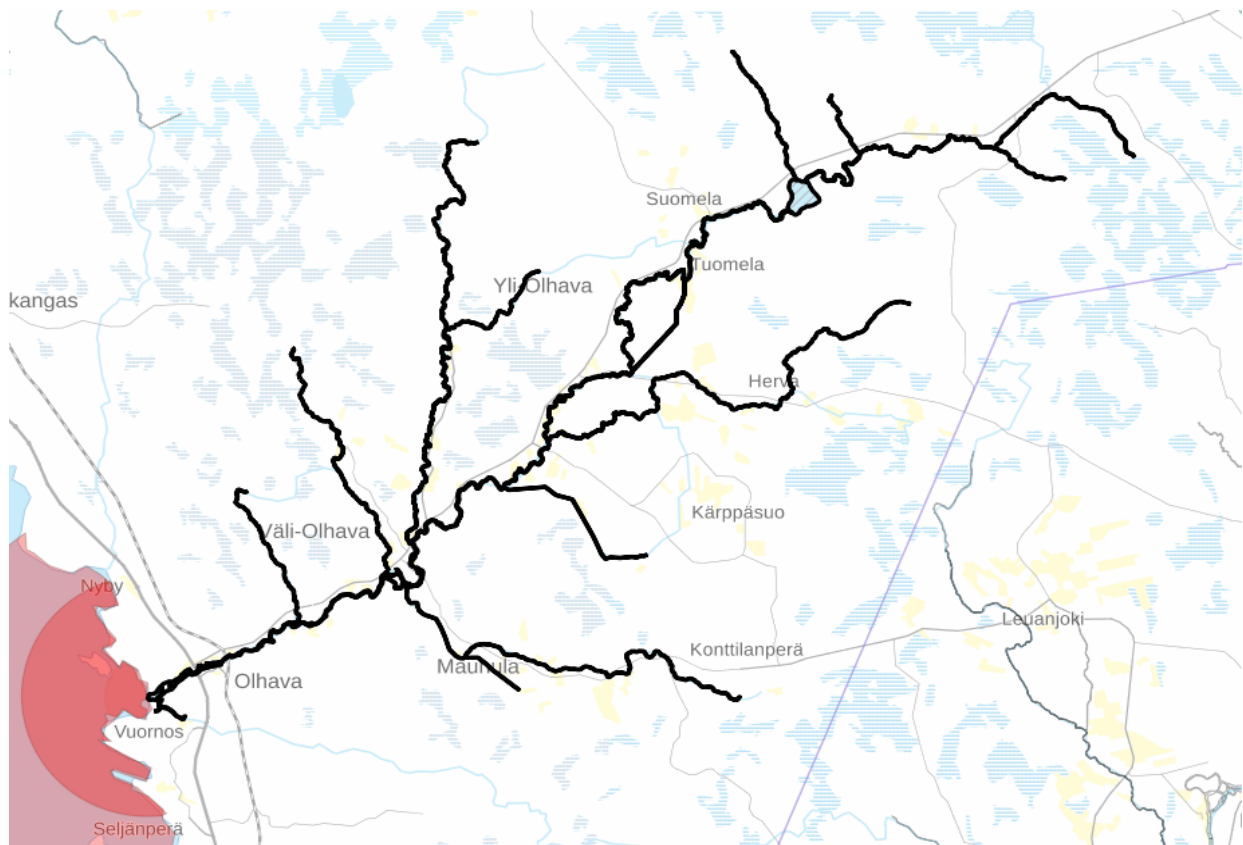 Suomela
Tuomela
Yli-Olhava
kangas
Herva
Kärppäsuo
Väli-Olhava
Nyby
Leuanjoki
Konttilanperä
Mauhula
Olhava
Vuornos
Seljänperä